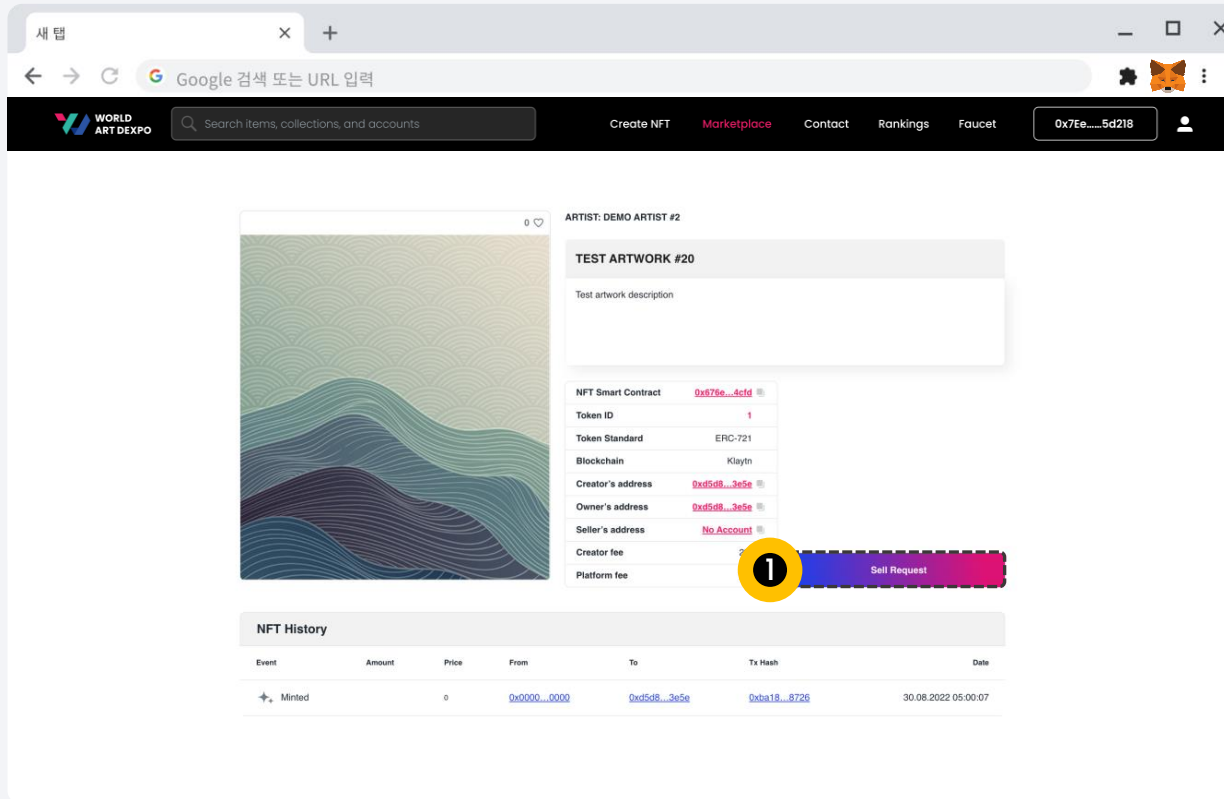 새 탭
Google 검색 또는 URL 입력
WORLD
ART DEXPO
Search items, collections, and accounts
Create NFT
Marketplace
Contact
Rankings
Faucet
0x7Ee......5d218
0
ARTIST: DEMO ARTIST #2
TEST ARTWORK #20
Test artwork description
NFT Smart Contract 0x676e...4cfd
Token ID 1
Token Standard ERC-721
Blockchain Klaytn
Creator's address 0xd5d8...3e5e
Owner's address 0xd5d8...3e5e
Seller's address No Account
Creator fee
Platform fee
1
Sell Request
NFT History
Event Amount Price From To Tx Hash Date
Minted 0 0x0000...0000 0xd5d8...3e5e 0xba18...8726 30.08.2022 05:00:07